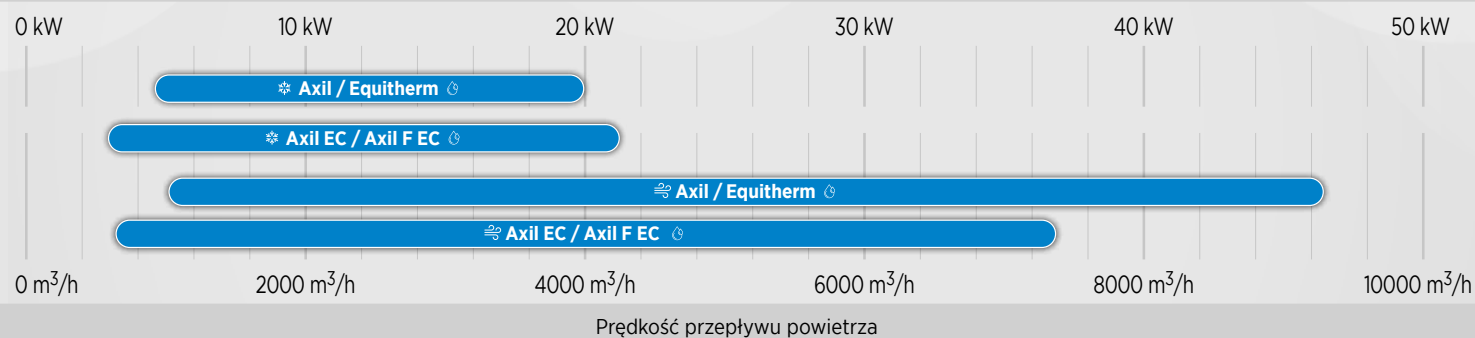 0 kW 10 kW 20 kW 30 kW 40 kW 50 kW
Axil / Equitherm
Axil EC / Axil F EC
Axil / Equitherm
Axil EC / Axil F EC
0 m³/h 2000 m³/h 4000 m³/h 6000 m³/h 8000 m³/h 10000 m³/h
Prędkość przepływu powietrza